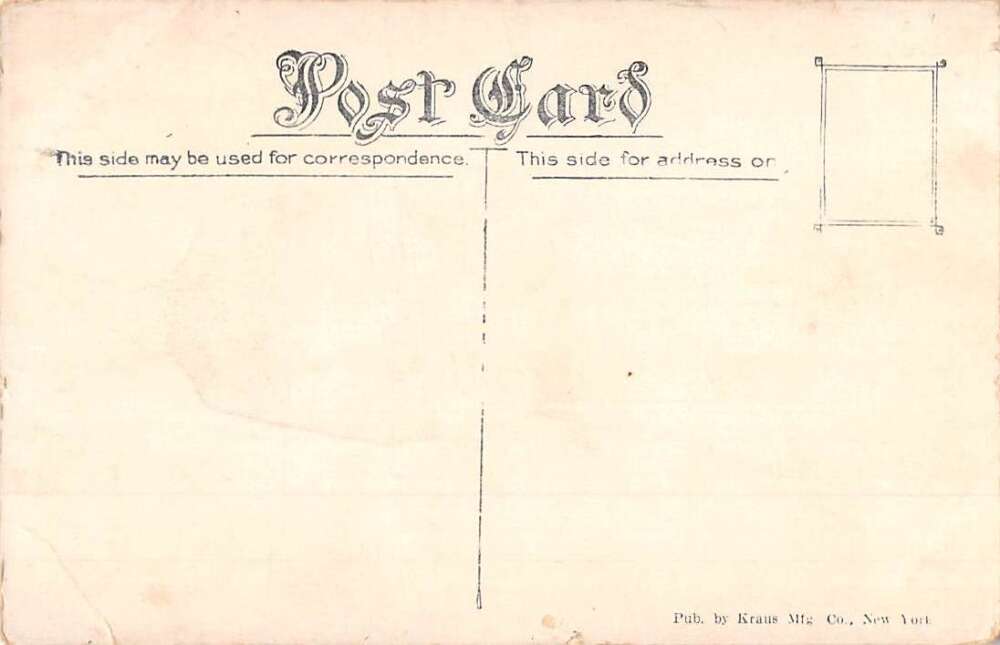 Post Card
This side may be used for correspondence.
This side for address or
Pub. by Kraus Mfg Co., New York